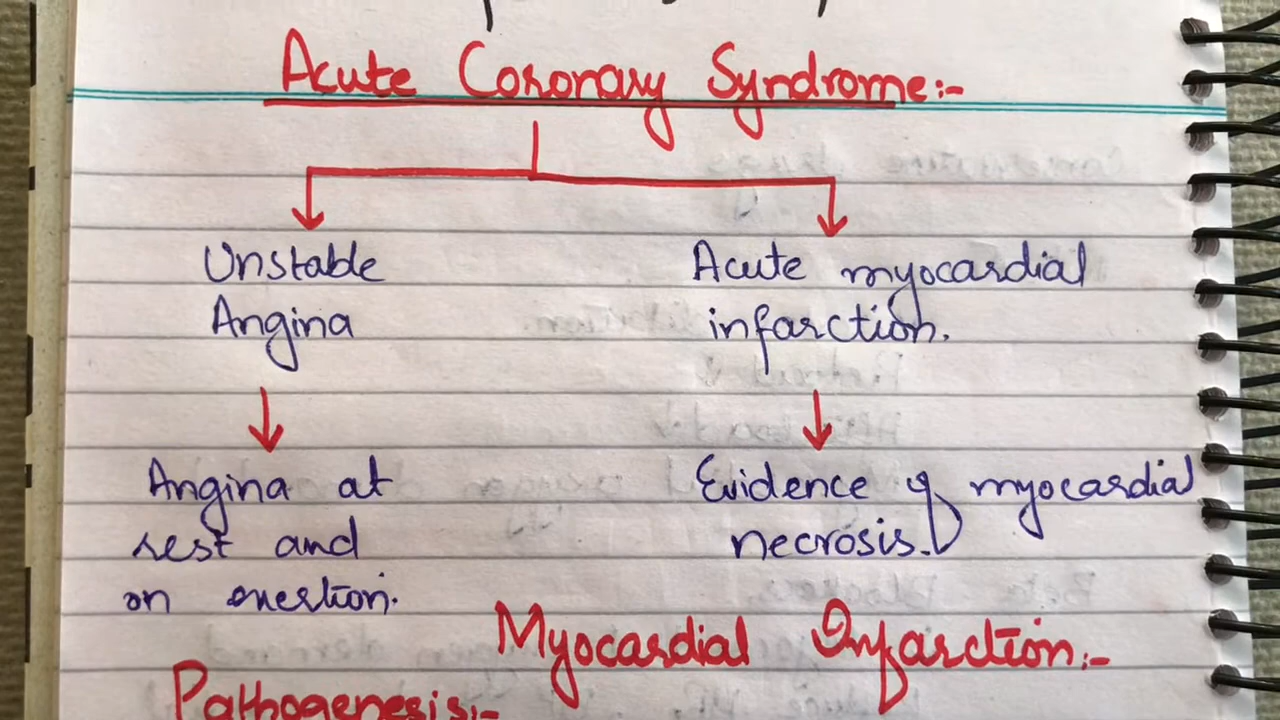 Acute Coronary Syndrome:-
Unstable
Angina
Acute myocardial
infarction.
Angina at
rest and
on exertion.
Evidence of myocardial
necrosis.
Myocardial Infarction:-
Pathogenesis:-